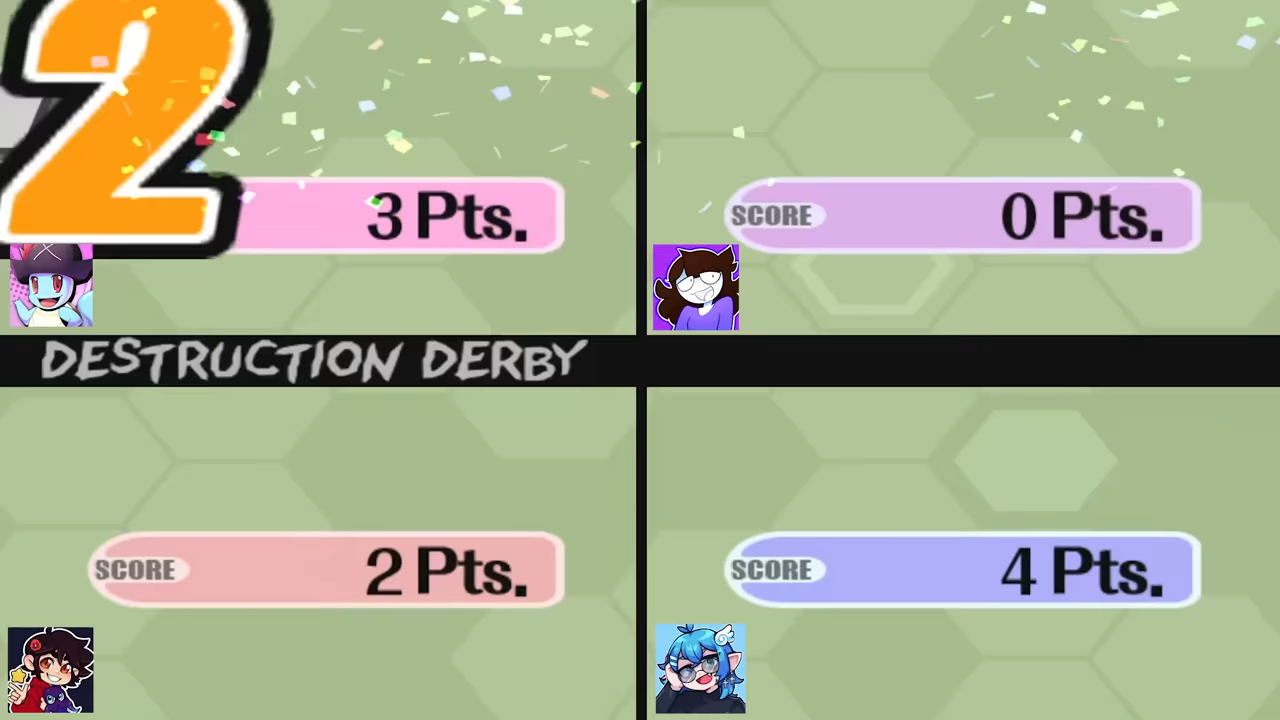 2
3 Pts.
SCORE 0 Pts.
DESTRUCTION DERBY
SCORE 2 Pts.
SCORE 4 Pts.